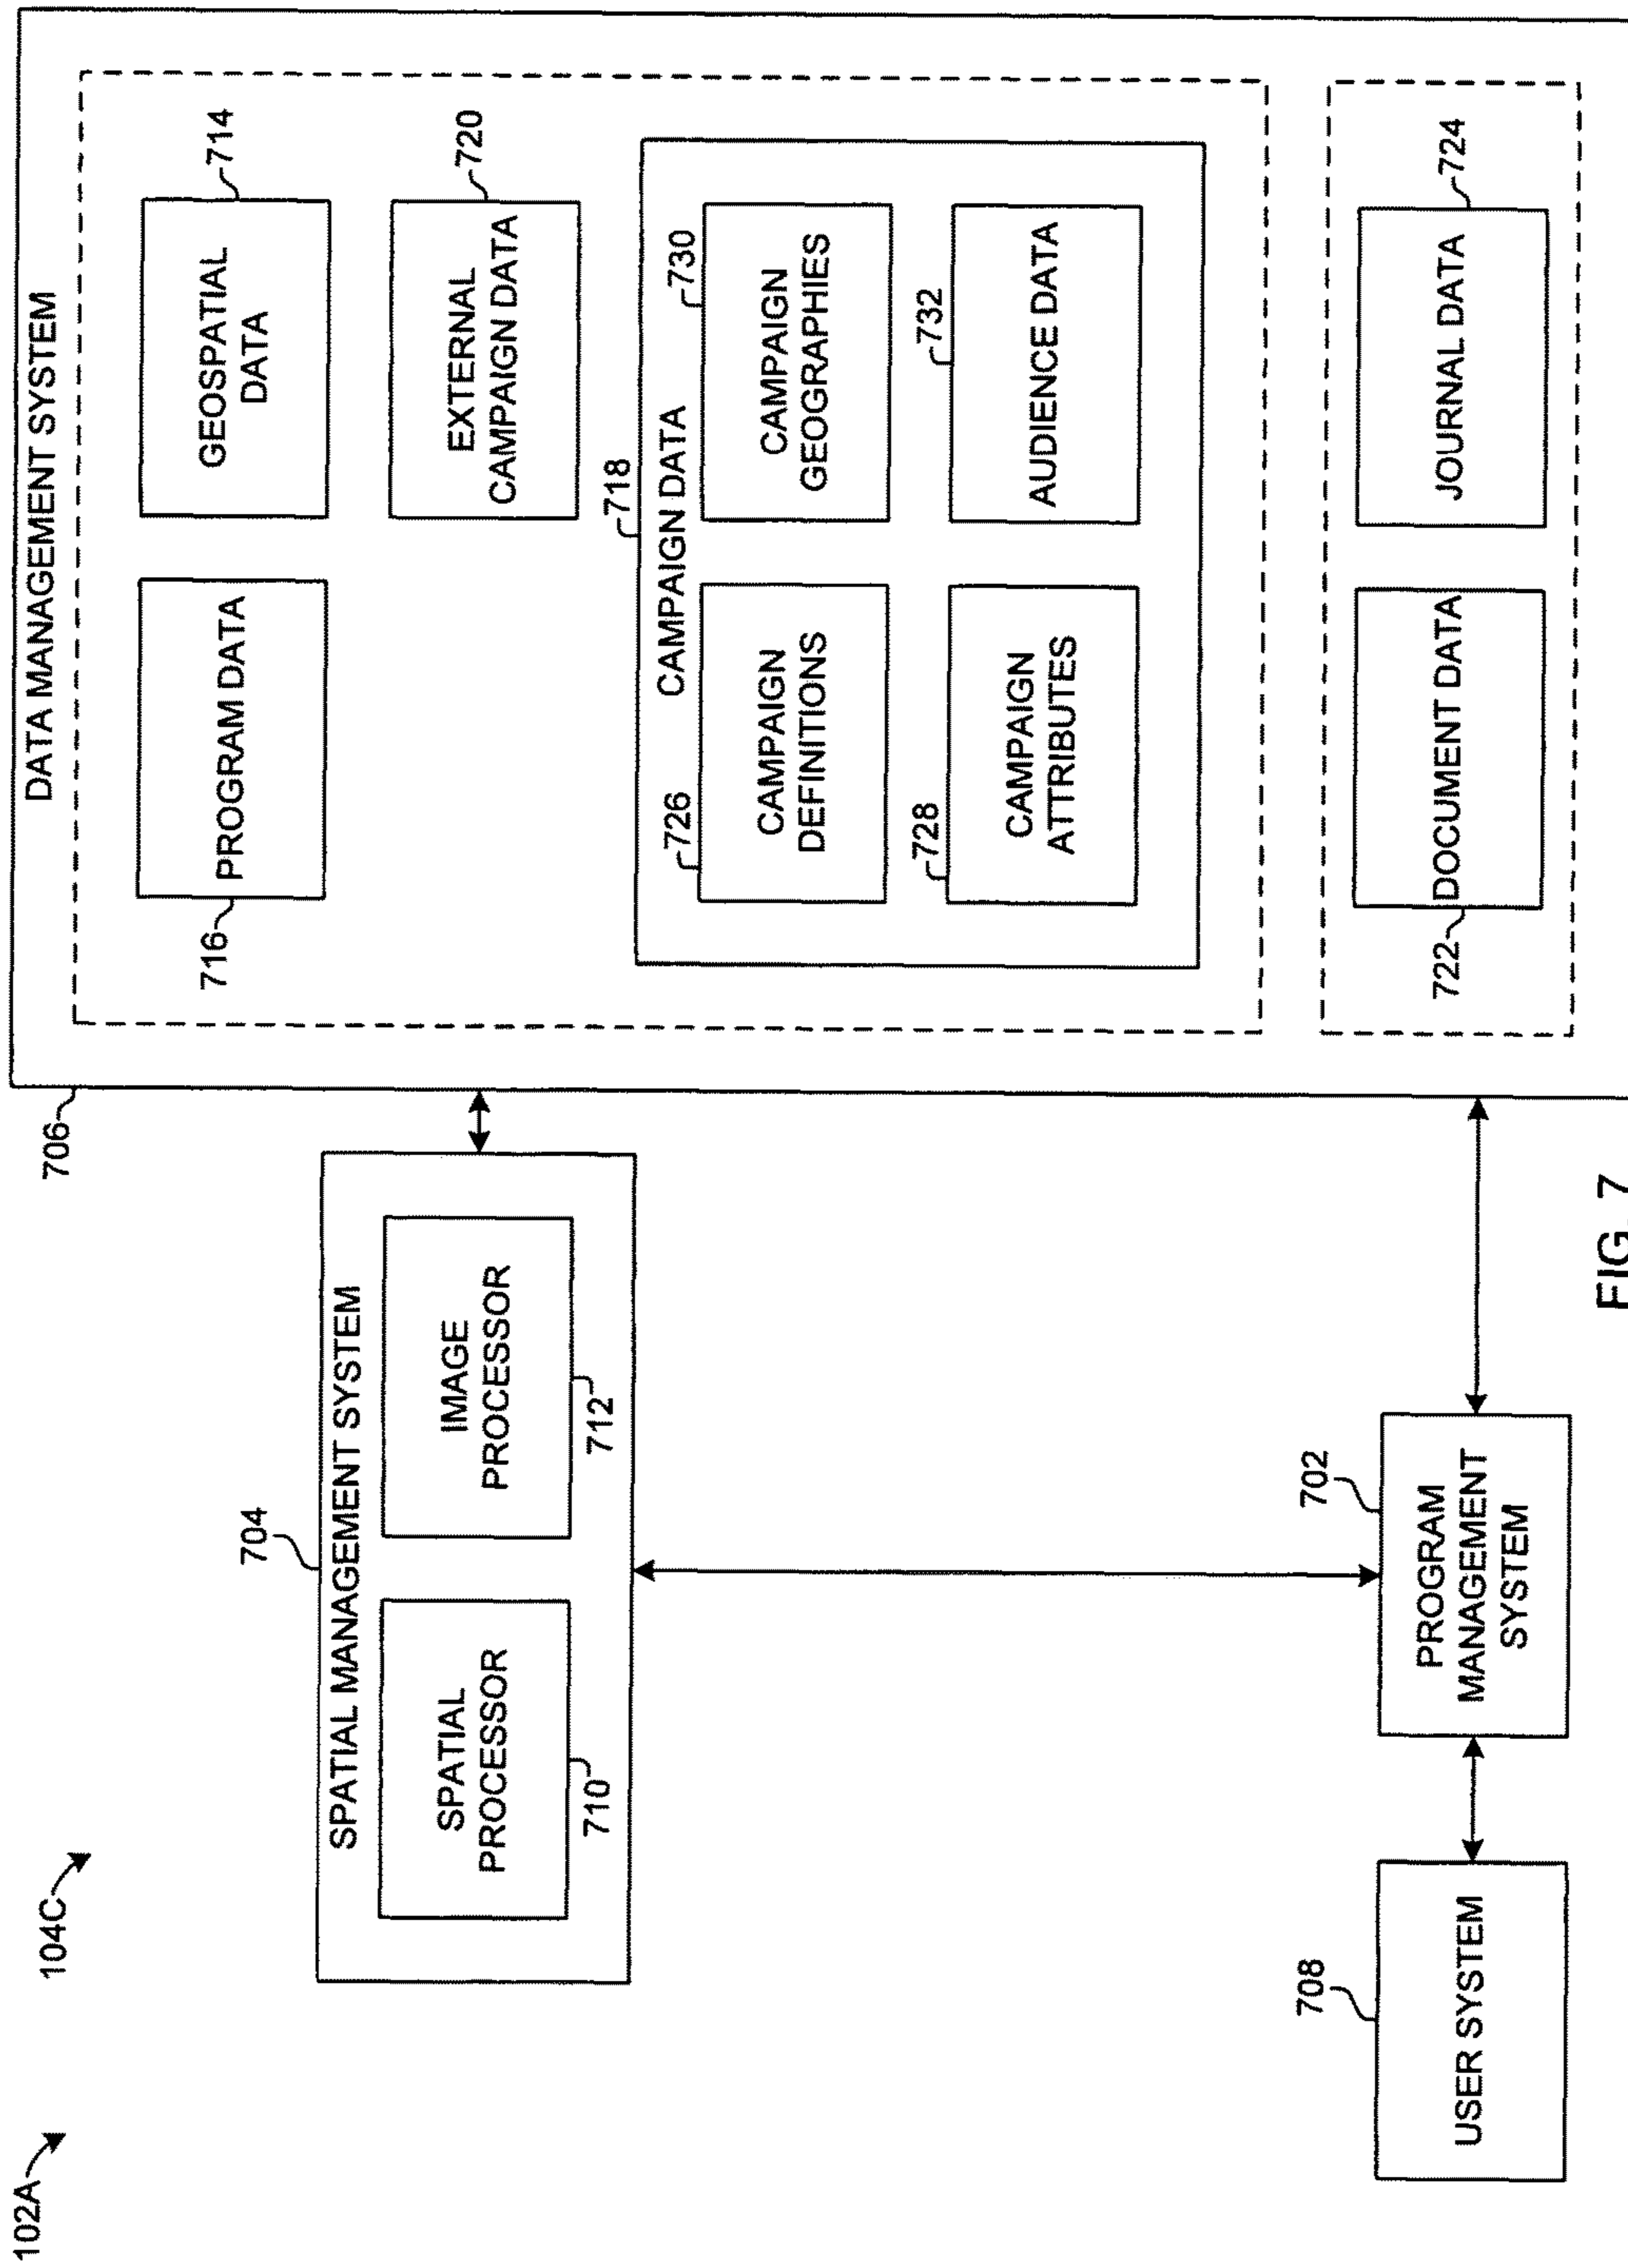 102A
104C
704
SPATIAL MANAGEMENT SYSTEM
SPATIAL
PROCESSOR
710
IMAGE
PROCESSOR
712
708
USER SYSTEM
702
PROGRAM
MANAGEMENT
SYSTEM
706
DATA MANAGEMENT SYSTEM
716
PROGRAM DATA
GEOSPATIAL
DATA
714
EXTERNAL
CAMPAIGN DATA
720
718
CAMPAIGN DATA
726
CAMPAIGN
DEFINITIONS
730
CAMPAIGN
GEOGRAPHIES
728
CAMPAIGN
ATTRIBUTES
732
AUDIENCE DATA
722
DOCUMENT DATA
JOURNAL DATA
724
FIG. 7